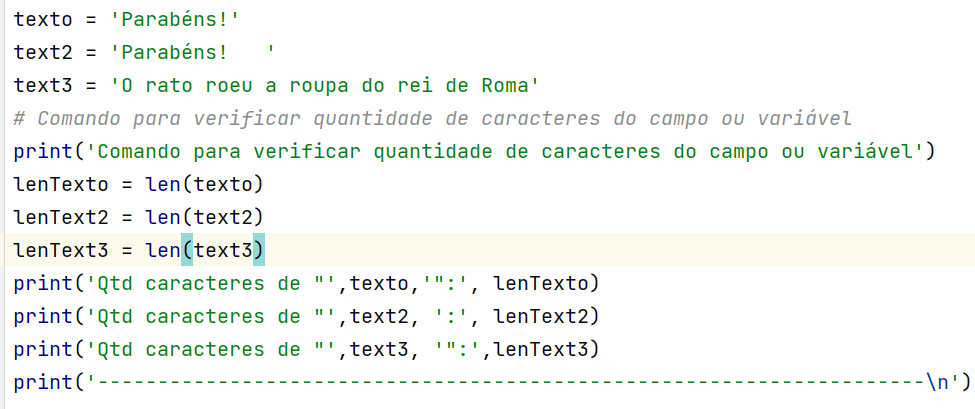 texto = 'Parabéns!'
text2 = 'Parabéns!   '
text3 = 'O rato roeu a roupa do rei de Roma'
# Comando para verificar quantidade de caracteres do campo ou variável
print('Comando para verificar quantidade de caracteres do campo ou variável')
lenTexto = len(texto)
lenText2 = len(text2)
lenText3 = len(text3)
print('Qtd caracteres de "',texto,'":', lenTexto)
print('Qtd caracteres de "',text2, ':', lenText2)
print('Qtd caracteres de "',text3, '":',lenText3)
print('---------------------------------------------------------------------\n')